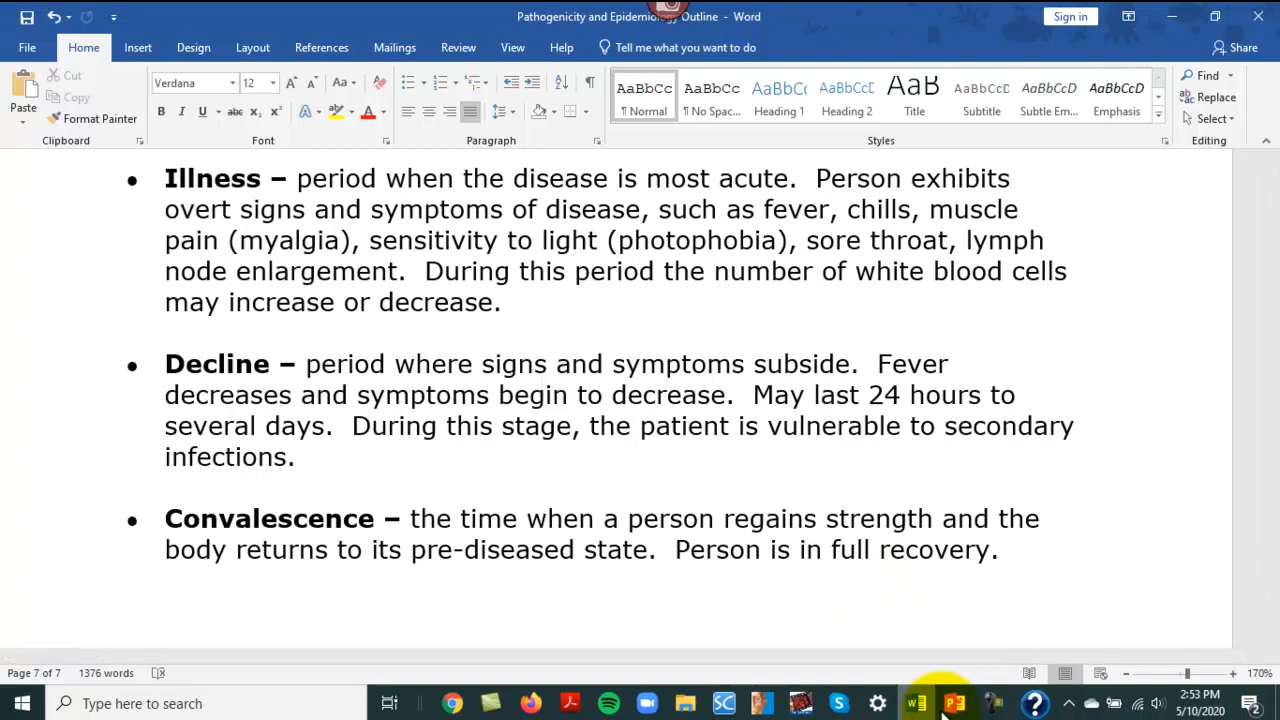 Pathogenicity and Epidemiology Outline - Word
Sign in
File Home Insert Design Layout References Mailings Review View Help Tell me what you want to do Share
Paste
Cut
Copy
Format Painter
Clipboard
Verdana 12
Font
Paragraph
AaBbCc AaBbCc AaBbC AaBbCcD AaB AaBbCcD AaBbCcD AaBbCcD
¶ Normal ¶ No Spac... Heading 1 Heading 2 Title Subtitle Subtle Em... Emphasis
Styles
Find
Replace
Select
Editing
• Illness – period when the disease is most acute. Person exhibits
overt signs and symptoms of disease, such as fever, chills, muscle
pain (myalgia), sensitivity to light (photophobia), sore throat, lymph
node enlargement. During this period the number of white blood cells
may increase or decrease.
• Decline – period where signs and symptoms subside. Fever
decreases and symptoms begin to decrease. May last 24 hours to
several days. During this stage, the patient is vulnerable to secondary
infections.
• Convalescence – the time when a person regains strength and the
body returns to its pre-diseased state. Person is in full recovery.
Page 7 of 7 1376 words 170%
Type here to search
2:53 PM
5/10/2020